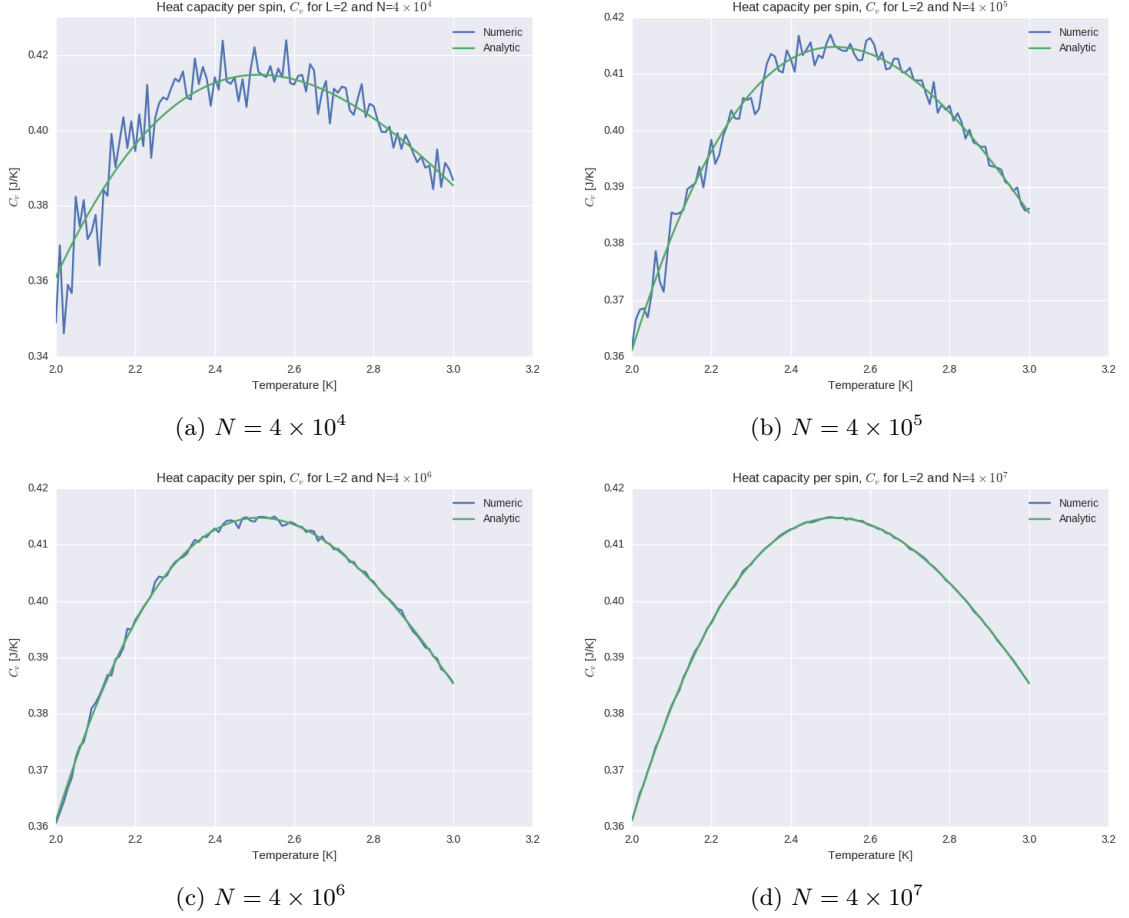 Heat capacity per spin, C_v for L=2 and N=4 × 10^4
Numeric
Analytic
0.42
0.41
0.40
0.38
0.36
0.34
C_v [J/K]
2.0 2.2 2.4 2.6 2.8 3.0 3.2
Temperature [K]
(a) N = 4 × 10^4
Heat capacity per spin, C_v for L=2 and N=4 × 10^5
Numeric
Analytic
0.42
0.41
0.40
0.39
0.38
0.37
0.36
C_v [J/K]
2.0 2.2 2.4 2.6 2.8 3.0 3.2
Temperature [K]
(b) N = 4 × 10^5
Heat capacity per spin, C_v for L=2 and N=4 × 10^6
Numeric
Analytic
0.42
0.41
0.40
0.39
0.38
0.37
0.36
C_v [J/K]
2.0 2.2 2.4 2.6 2.8 3.0 3.2
Temperature [K]
(c) N = 4 × 10^6
Heat capacity per spin, C_v for L=2 and N=4 × 10^7
Numeric
Analytic
0.42
0.41
0.40
0.39
0.38
0.37
0.36
C_v [J/K]
2.0 2.2 2.4 2.6 2.8 3.0 3.2
Temperature [K]
(d) N = 4 × 10^7